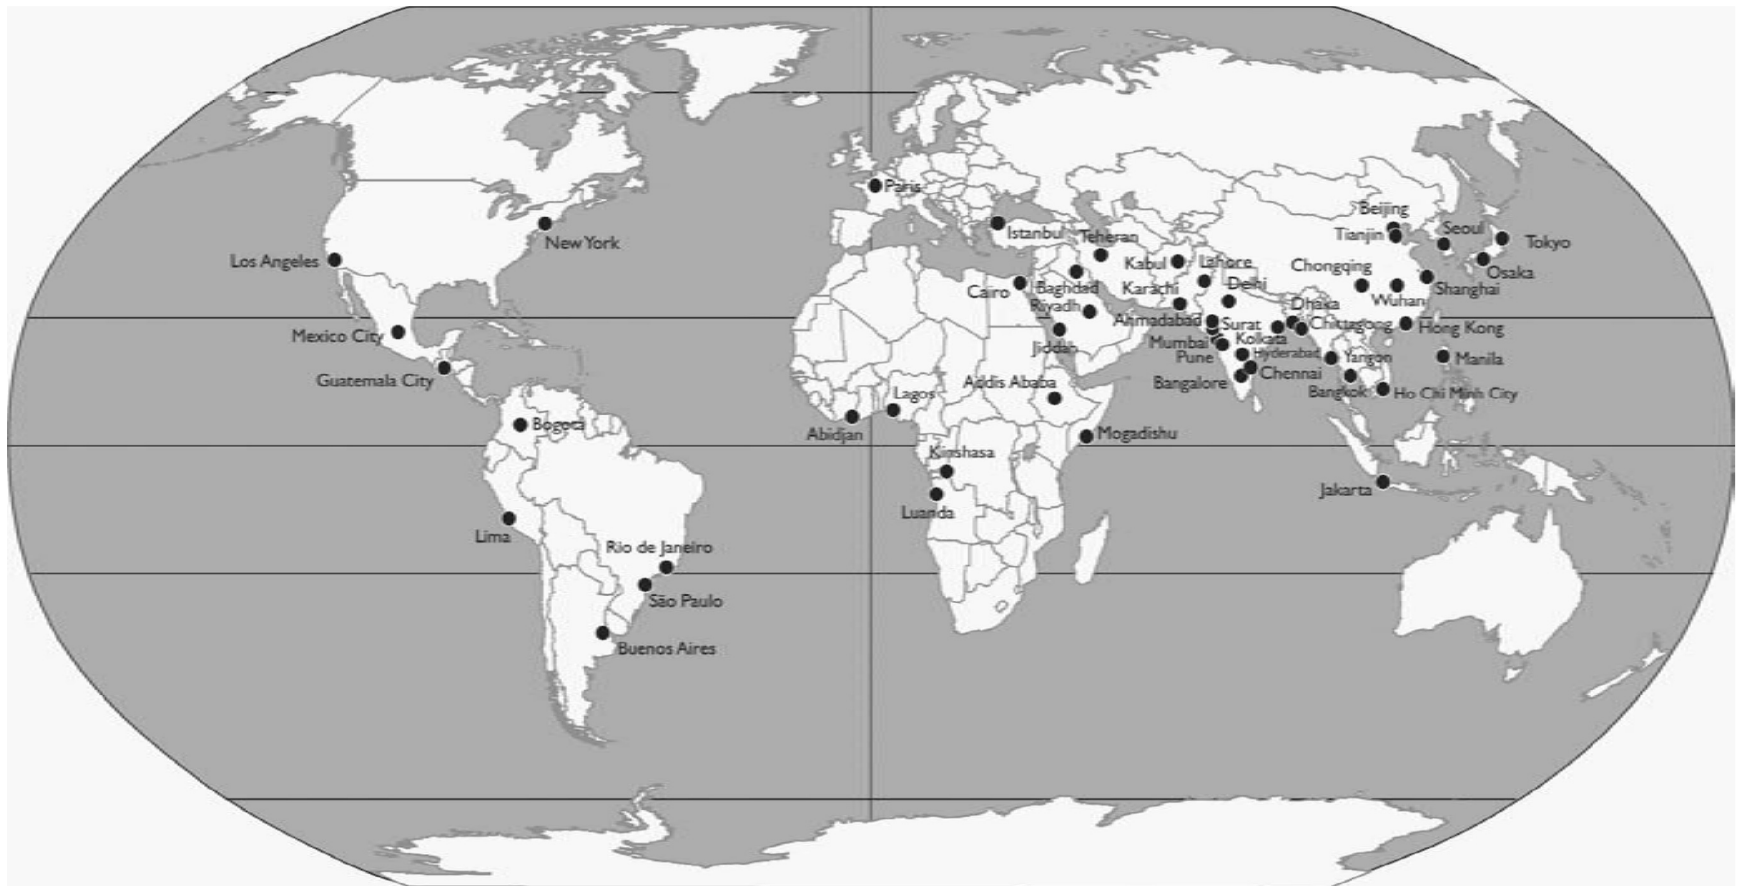 Paris
Beijing
New York
Istanbul
Teheran
Tianjin
Seoul
Tokyo
Los Angeles
Kabul
Lahore
Chongqing
Osaka
Cairo
Baghdad
Karachi
Delhi
Wuhan
Shanghai
Riyadh
Dhaka
Ahmadabad
Surat
Chittagong
Hong Kong
Mexico City
Jiddah
Mumbai
Kolkata
Pune
Hyderabad
Yangon
Manila
Guatemala City
Addis Ababa
Bangalore
Chennai
Bangkok
Ho Chi Minh City
Lagos
Bogota
Abidjan
Mogadishu
Kinshasa
Jakarta
Luanda
Lima
Rio de Janeiro
São Paulo
Buenos Aires